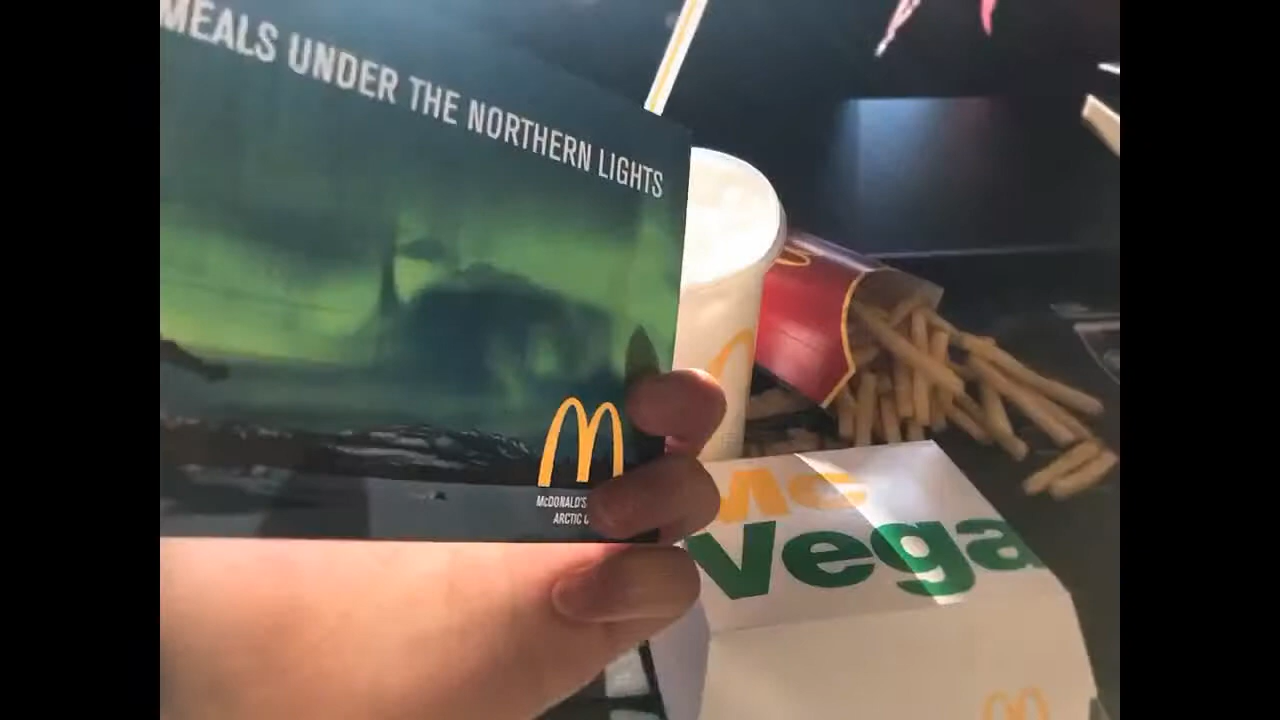 MEALS UNDER THE NORTHERN LIGHTS
McDONALD'S
ARCTIC
Mc
Vega